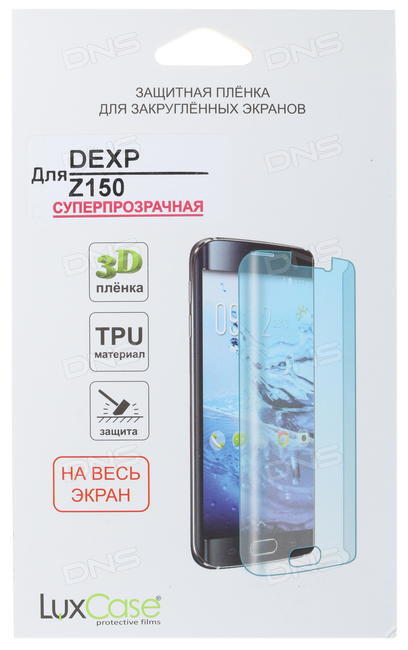 ЗАЩИТНАЯ ПЛЁНКА
ДЛЯ ЗАКРУГЛЁННЫХ ЭКРАНОВ
Для DEXP
Z150
СУПЕРПРОЗРАЧНАЯ
3D
плёнка
TPU
материал
защита
НА ВЕСЬ
ЭКРАН
LuxCase®
protective films
DNS